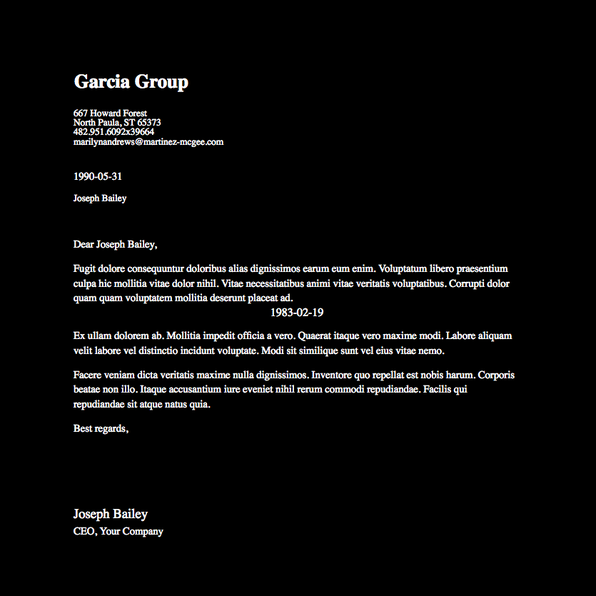 Garcia Group
667 Howard Forest
North Paula, ST 65373
482.951.6092x39664
marilynandrews@martinez-mcgee.com
1990-05-31
Joseph Bailey
Dear Joseph Bailey,
Fugit dolore consequuntur doloribus alias dignissimos earum eum enim. Voluptatum libero praesentium
culpa hic mollitia vitae dolor nihil. Vitae necessitatibus animi vitae veritatis voluptatibus. Corrupti dolor
quam quam voluptatem mollitia deserunt placeat ad.
1983-02-19
Ex ullam dolorem ab. Mollitia impedit officia a vero. Quaerat itaque vero maxime modi. Labore aliquam
velit labore vel distinctio incidunt voluptate. Modi sit similique sunt vel eius vitae nemo.
Facere veniam dicta veritatis maxime nulla dignissimos. Inventore quo repellat est nobis harum. Corporis
beatae non illo. Itaque accusantium iure eveniet nihil rerum commodi repudiandae. Facilis qui
repudiandae sit atque natus quia.
Best regards,
Joseph Bailey
CEO, Your Company